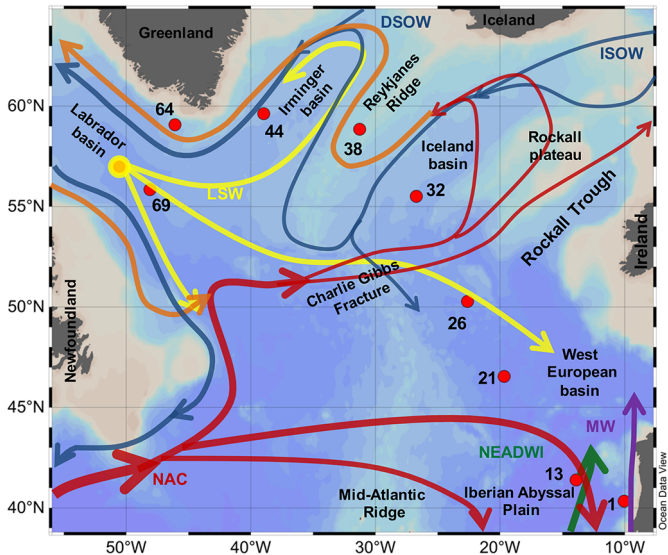 Greenland
DSOW
Iceland
ISOW
60°N
64
44
Irminger
basin
Reykjanes
Ridge
38
Labrador
basin
Iceland
basin
Rockall
plateau
69
LSW
32
55°N
Rockall Trough
Ireland
Charlie Gibbs
Fracture
50°N
26
Newfoundland
21
West
European
basin
45°N
MW
NEADWI
NAC
13
Mid-Atlantic
Ridge
Iberian Abyssal
Plain
1
40°N
50°W
40°W
30°W
20°W
10°W
Ocean Data View